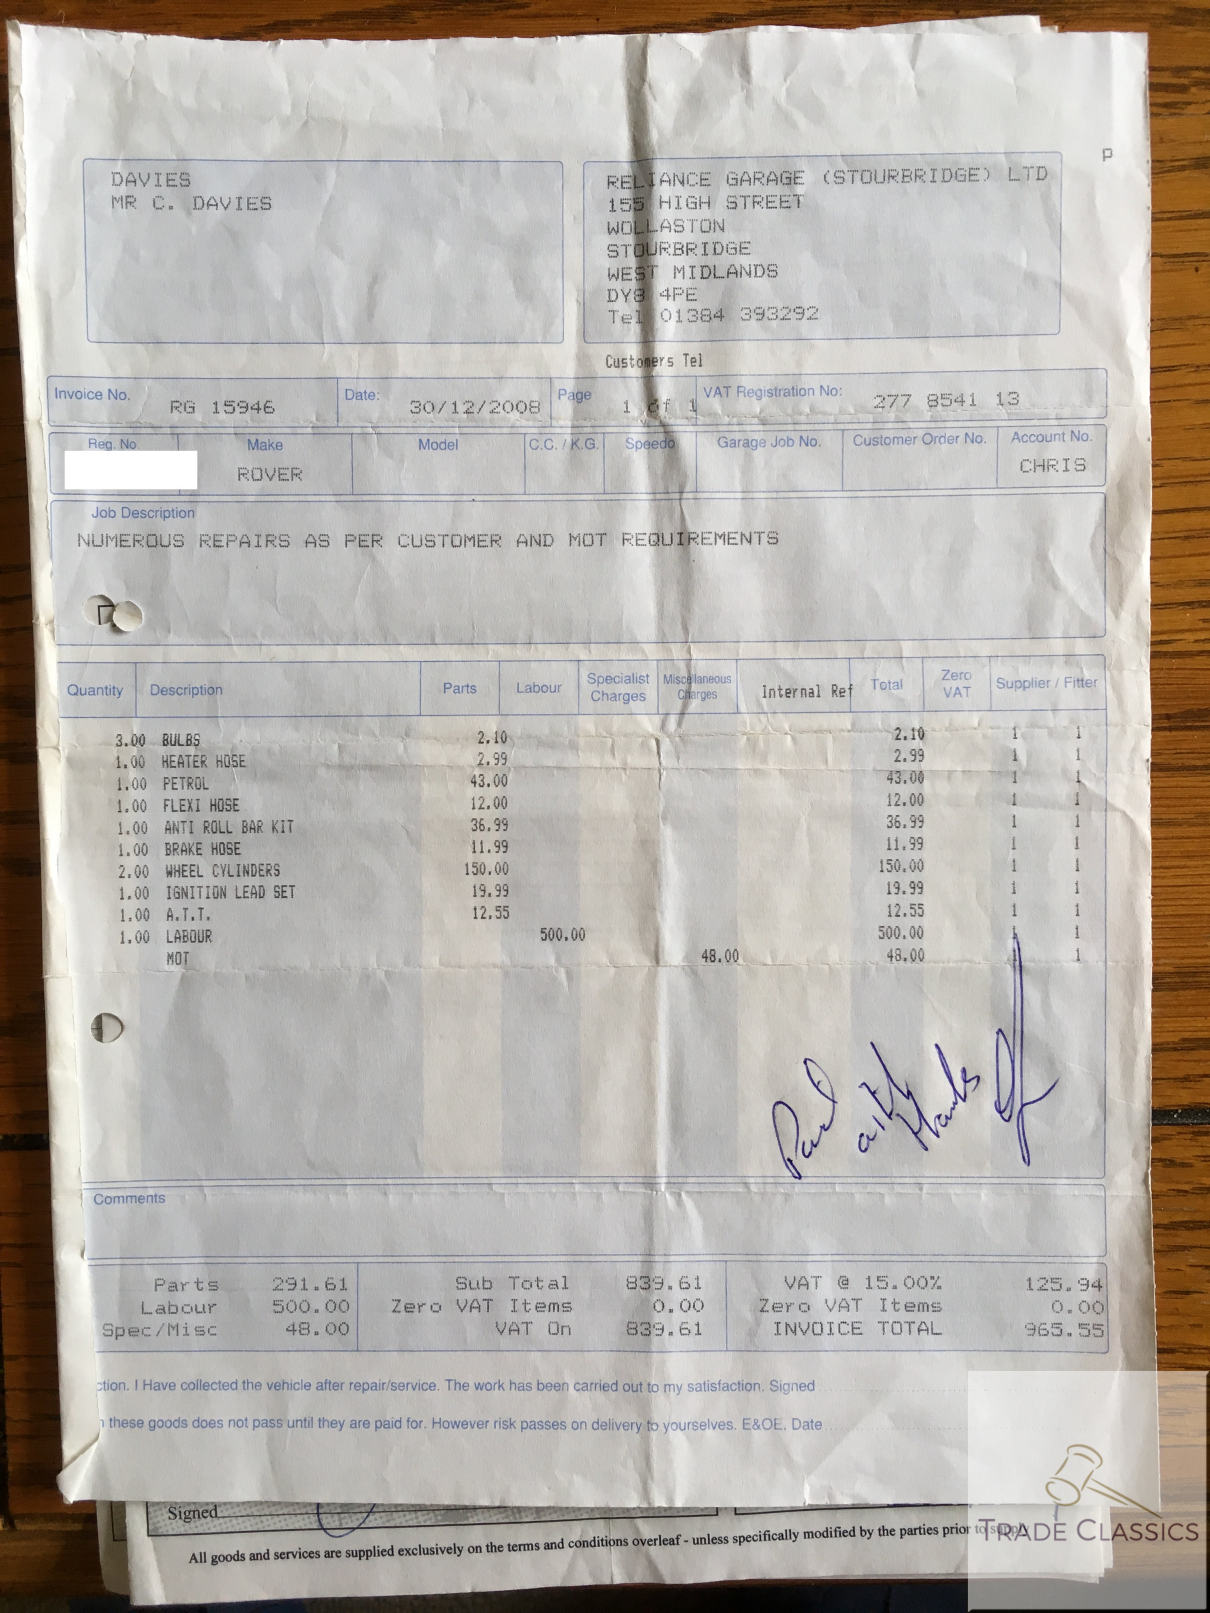 P
DAVIES
MR C. DAVIES
RELIANCE GARAGE (STOURBRIDGE) LTD
155 HIGH STREET
WOLLASTON
STOURBRIDGE
WEST MIDLANDS
DY8 4PE
Tel 01384 393292
Customers Tel
Invoice No. RG 15946 Date: 30/12/2008 Page 1 of 1 VAT Registration No: 277 8541 13
Reg. No. Make Model C.C. / K.G. Speedo Garage Job No. Customer Order No. Account No.
ROVER CHRIS
Job Description
NUMEROUS REPAIRS AS PER CUSTOMER AND MOT REQUIREMENTS
Quantity Description Parts Labour Specialist Charges Miscellaneous Charges Internal Ref Total Zero VAT Supplier / Fitter
3.00 BULBS 2.10 2.10 1 1
1.00 HEATER HOSE 2.99 2.99 1 1
1.00 PETROL 43.00 43.00 1 1
1.00 FLEXI HOSE 12.00 12.00 1 1
1.00 ANTI ROLL BAR KIT 36.99 36.99 1 1
1.00 BRAKE HOSE 11.99 11.99 1 1
2.00 WHEEL CYLINDERS 150.00 150.00 1 1
1.00 IGNITION LEAD SET 19.99 19.99 1 1
1.00 A.T.T. 12.55 12.55 1 1
1.00 LABOUR 500.00 500.00 1 1
MOT 48.00 48.00 1 1
Paid with thanks
Comments
Parts 291.61 Sub Total 839.61 VAT @ 15.00% 125.94
Labour 500.00 Zero VAT Items 0.00 Zero VAT Items 0.00
Spec/Misc 48.00 VAT On 839.61 INVOICE TOTAL 965.55
ction. I Have collected the vehicle after repair/service. The work has been carried out to my satisfaction. Signed
these goods does not pass until they are paid for. However risk passes on delivery to yourselves. E&OE. Date
Signed
All goods and services are supplied exclusively on the terms and conditions overleaf - unless specifically modified by the parties prior to supply
TRADE CLASSICS